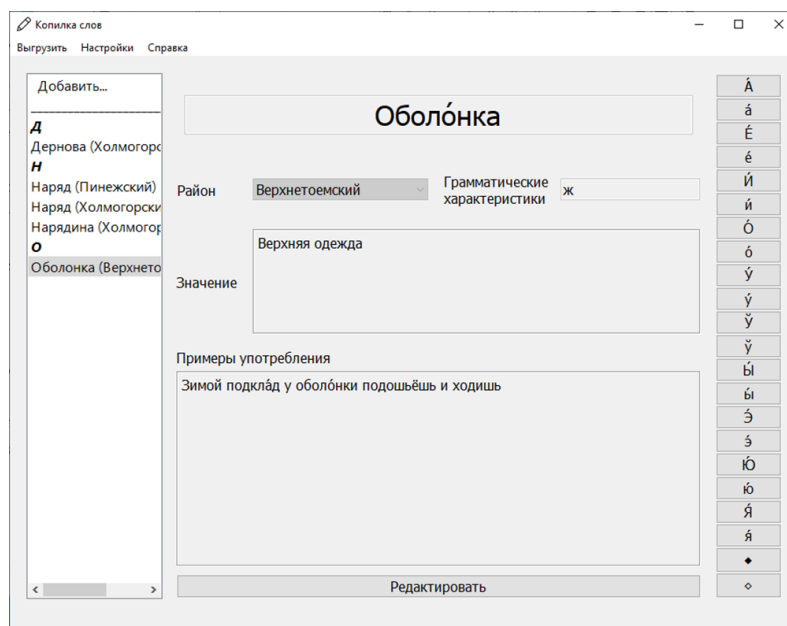 Копилка слов
Выгрузить Настройки Справка
Добавить...
Д
Дернова (Холмогорс
Н
Наряд (Пинежский)
Наряд (Холмогорски
Нарядина (Холмогор
О
Оболонка (Верхнето
Оболо́нка
Район
Верхнетоемский
Грамматические
характеристики
ж
Значение
Верхняя одежда
Примеры употребления
Зимой подкла́д у оболо́нки подошьёшь и ходишь
Редактировать
А́
а́
Е́
е́
И́
и́
О́
о́
У́
у́
Ў
ў
Ы́
ы́
Э́
э́
Ю́
ю́
Я́
я́
◆
◇